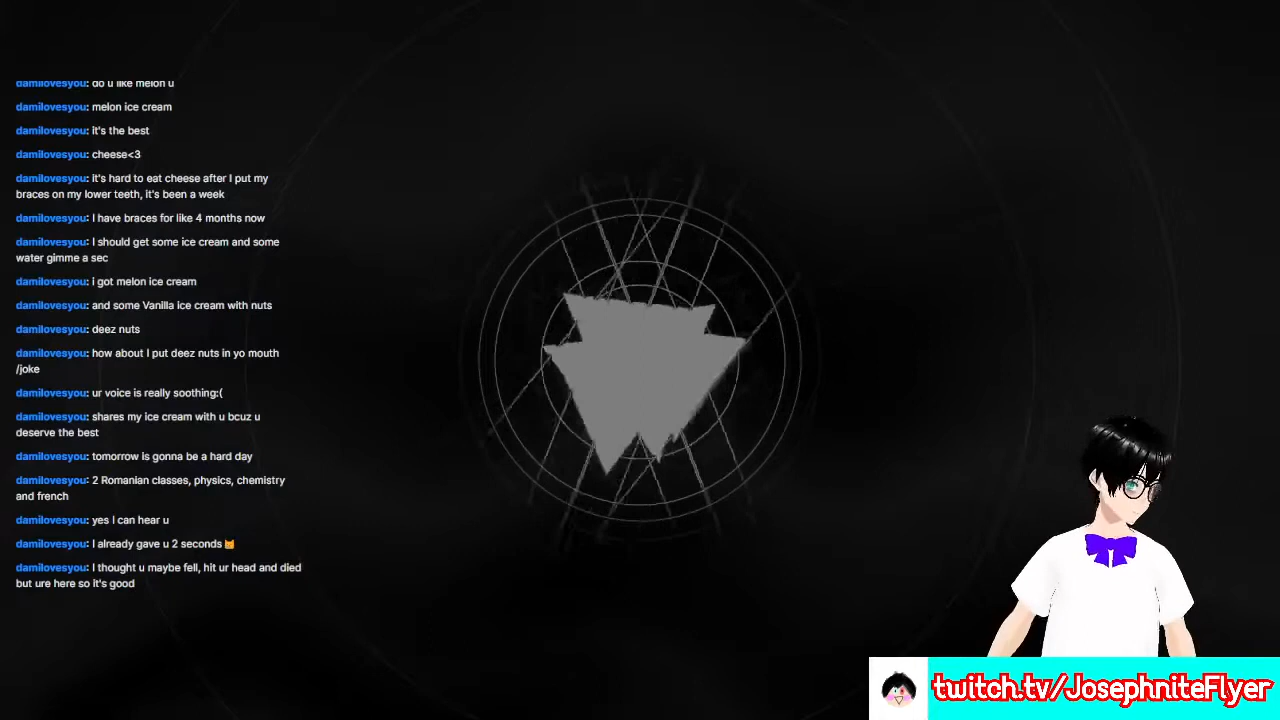 damilovesyou: do u like melon u
damilovesyou: melon ice cream
damilovesyou: it's the best
damilovesyou: cheese<3
damilovesyou: it's hard to eat cheese after I put my
braces on my lower teeth, it's been a week
damilovesyou: I have braces for like 4 months now
damilovesyou: I should get some ice cream and some
water gimme a sec
damilovesyou: i got melon ice cream
damilovesyou: and some Vanilla ice cream with nuts
damilovesyou: deez nuts
damilovesyou: how about I put deez nuts in yo mouth
/joke
damilovesyou: ur voice is really soothing:(
damilovesyou: shares my ice cream with u bcuz u
deserve the best
damilovesyou: tomorrow is gonna be a hard day
damilovesyou: 2 Romanian classes, physics, chemistry
and french
damilovesyou: yes I can hear u
damilovesyou: I already gave u 2 seconds
damilovesyou: I thought u maybe fell, hit ur head and died
but ure here so it's good
twitch.tv/JosephniteFlyer